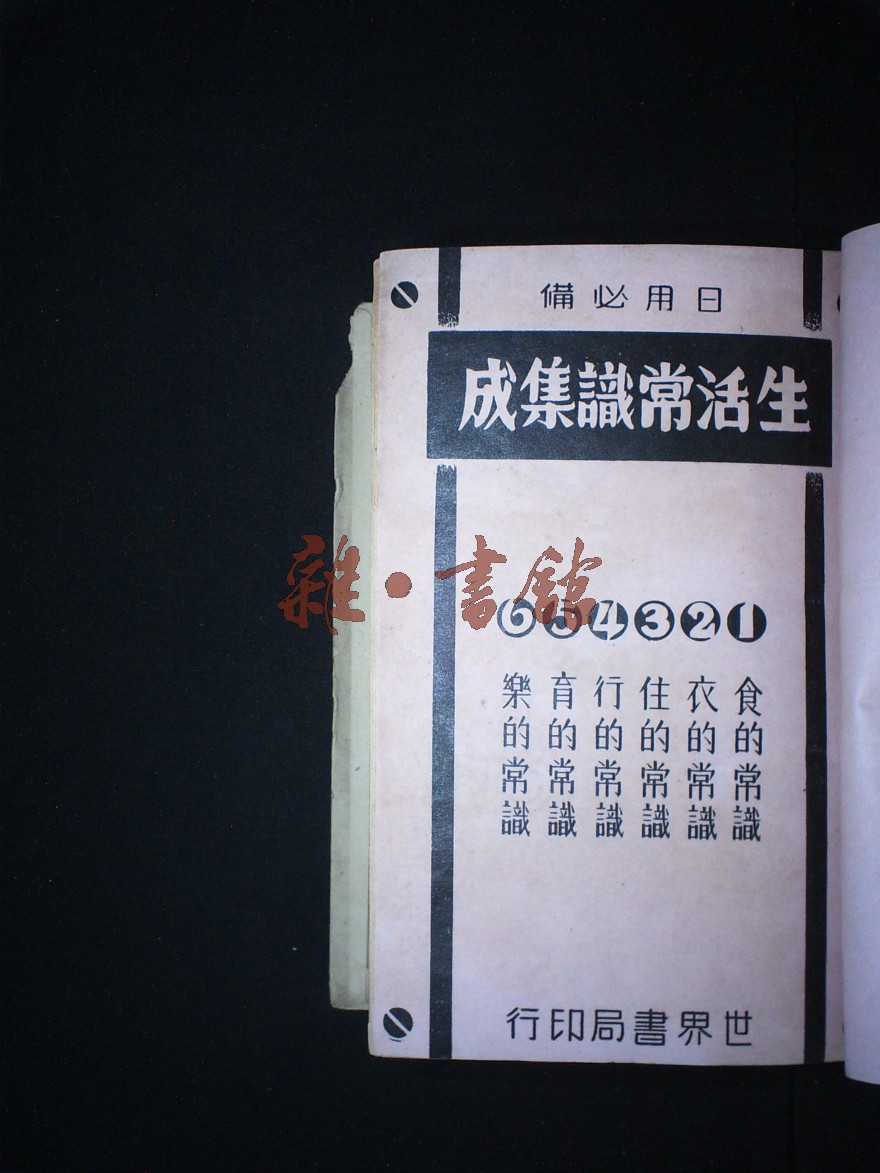 日用必備
生活常識集成
雜·書館
1 2 3 4 5 6
食的常識
衣的常識
住的常識
行的常識
育的常識
樂的常識
世界書局印行